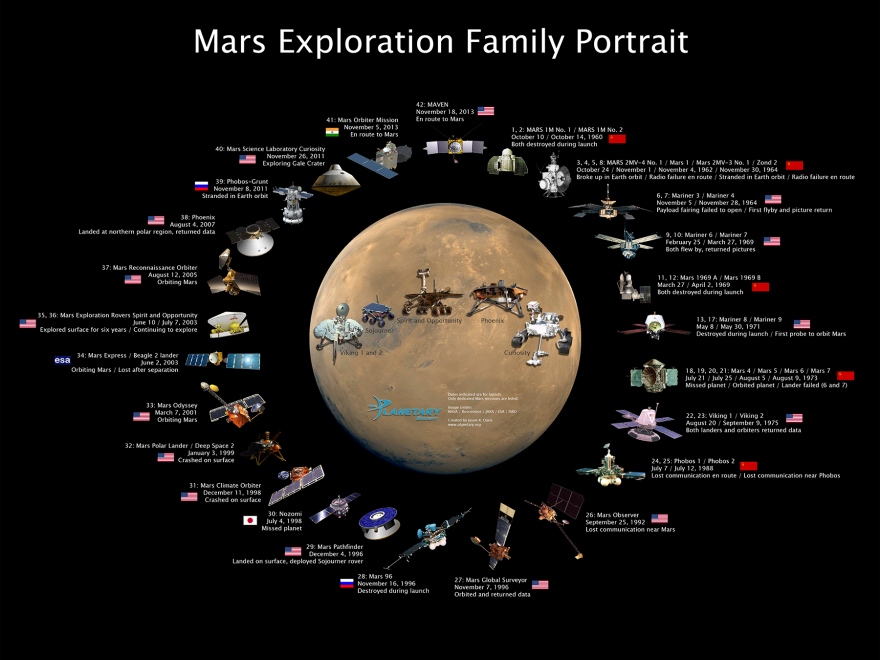 Mars Exploration Family Portrait
42: MAVEN
November 18, 2013
En route to Mars
1, 2: MARS 1M No. 1 / MARS 1M No. 2
October 10 / October 14, 1960
Both destroyed during launch
3, 4, 5, 8: MARS 2MV-4 No. 1 / Mars 1 / Mars 2MV-3 No. 1 / Zond 2
October 24 / November 1 / November 4, 1962 / November 30, 1964
Broke up in Earth orbit / Radio failure en route / Stranded in Earth orbit / Radio failure en route
6, 7: Mariner 3 / Mariner 4
November 5 / November 28, 1964
Payload fairing failed to open / First flyby and picture return
9, 10: Mariner 6 / Mariner 7
February 25 / March 27, 1969
Both flew by, returned pictures
11, 12: Mars 1969 A / Mars 1969 B
March 27 / April 2, 1969
Both destroyed during launch
13, 17: Mariner 8 / Mariner 9
May 8 / May 30, 1971
Destroyed during launch / First probe to orbit Mars
18, 19, 20, 21: Mars 4 / Mars 5 / Mars 6 / Mars 7
July 21 / July 25 / August 5 / August 9, 1973
Missed planet / Orbited planet / Lander failed (6 and 7)
22, 23: Viking 1 / Viking 2
August 20 / September 9, 1975
Both landers and orbiters returned data
24, 25: Phobos 1 / Phobos 2
July 7 / July 12, 1988
Lost communication en route / Lost communication near Phobos
26: Mars Observer
September 25, 1992
Lost communication near Mars
27: Mars Global Surveyor
November 7, 1996
Orbited and returned data
28: Mars 96
November 16, 1996
Destroyed during launch
29: Mars Pathfinder
December 4, 1996
Landed on surface, deployed Sojourner rover
30: Nozomi
July 4, 1998
Missed planet
31: Mars Climate Orbiter
December 11, 1998
Crashed on surface
32: Mars Polar Lander / Deep Space 2
January 3, 1999
Crashed on surface
33: Mars Odyssey
March 7, 2001
Orbiting Mars
esa
34: Mars Express / Beagle 2 lander
June 2, 2003
Orbiting Mars / Lost after separation
35, 36: Mars Exploration Rovers Spirit and Opportunity
June 10 / July 7, 2003
Explored surface for six years / Continuing to explore
37: Mars Reconnaissance Orbiter
August 12, 2005
Orbiting Mars
38: Phoenix
August 4, 2007
Landed at northern polar region, returned data
39: Phobos-Grunt
November 8, 2011
Stranded in Earth orbit
40: Mars Science Laboratory Curiosity
November 26, 2011
Exploring Gale Crater
41: Mars Orbiter Mission
November 5, 2013
En route to Mars
Viking 1 and 2
Sojourner
Spirit and Opportunity
Phoenix
Curiosity
PLANETARY
Dates indicated are for launch.
Only dedicated Mars missions are listed.
www.planetary.org